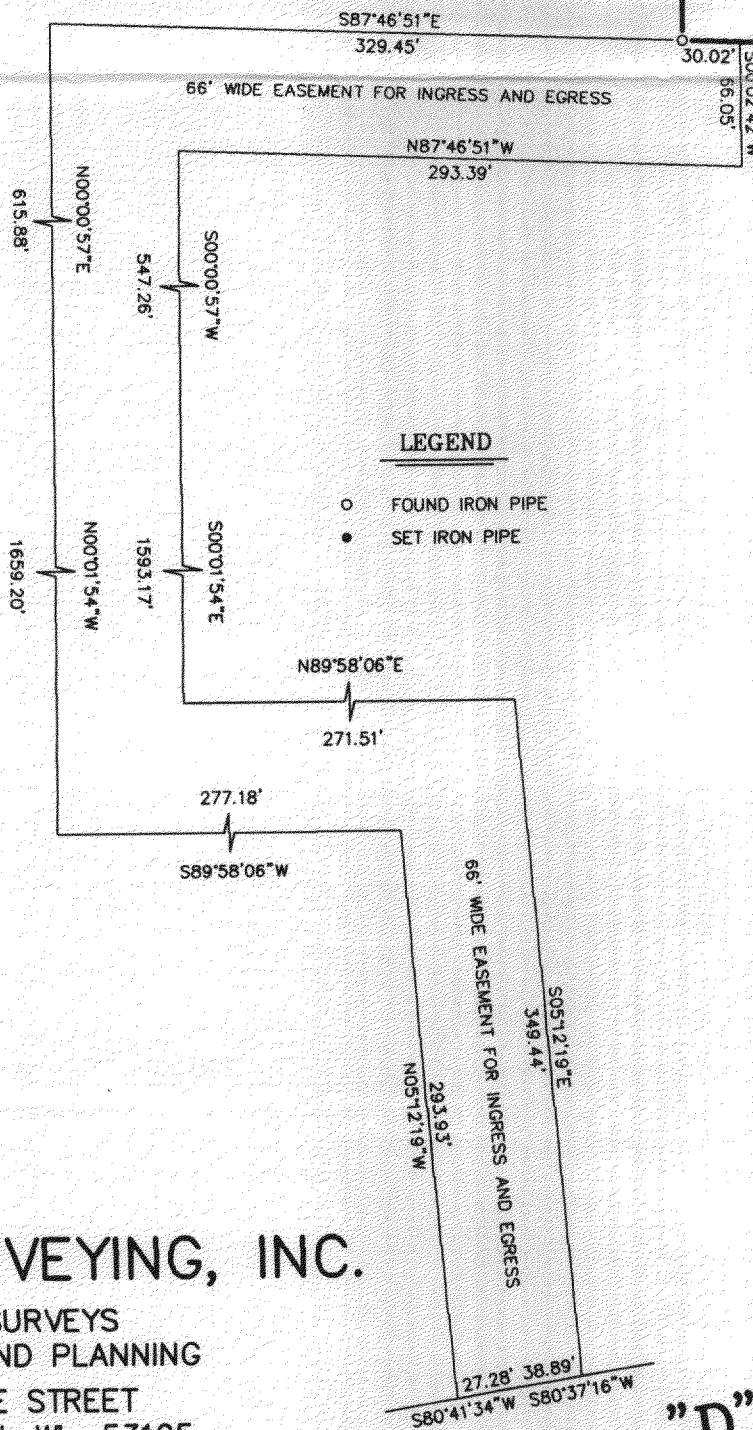 S87°46'51"E
329.45'
30.02'
66.05'
66' WIDE EASEMENT FOR INGRESS AND EGRESS
N87°46'51"W
293.39'
N00°00'57"E
615.88'
S00°00'57"W
547.26'
LEGEND
○ FOUND IRON PIPE
● SET IRON PIPE
N00°01'54"W
1659.20'
S00°01'54"E
1593.17'
N89°58'06"E
271.51'
277.18'
S89°58'06"W
66' WIDE EASEMENT FOR INGRESS AND EGRESS
S05°12'19"E
349.44'
293.93'
N05°12'19"W
27.28' 38.89'
S80°41'34"W S80°37'16"W
VEYING, INC.
SURVEYS
ND PLANNING
E STREET
"D"